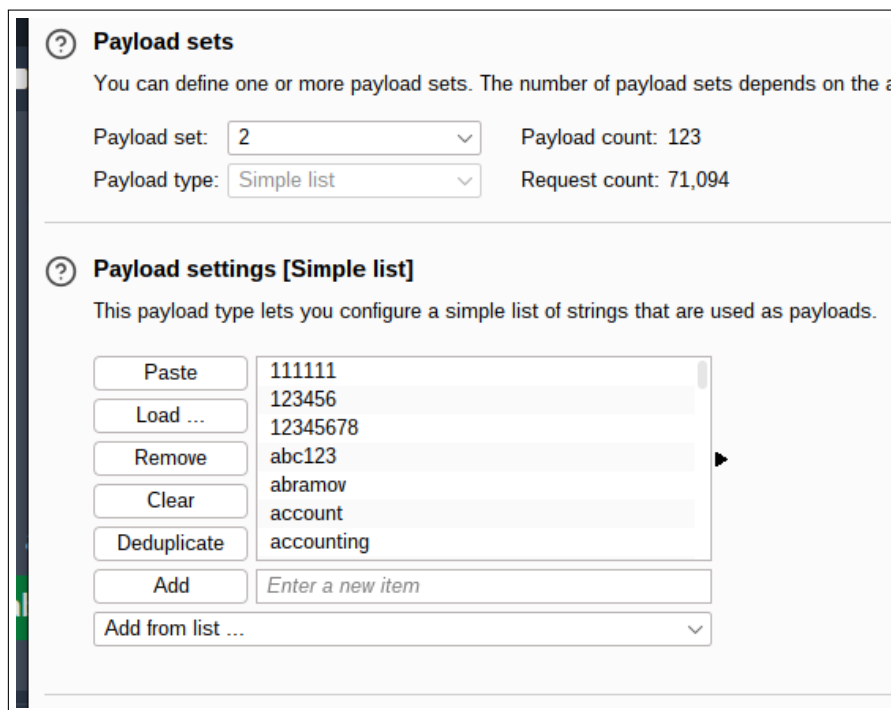 Payload sets
You can define one or more payload sets. The number of payload sets depends on the
Payload set: 2 Payload count: 123
Payload type: Simple list Request count: 71,094
Payload settings [Simple list]
This payload type lets you configure a simple list of strings that are used as payloads.
Paste
Load ...
Remove
Clear
Deduplicate
111111
123456
12345678
abc123
abramov
account
accounting
Add Enter a new item
Add from list ...